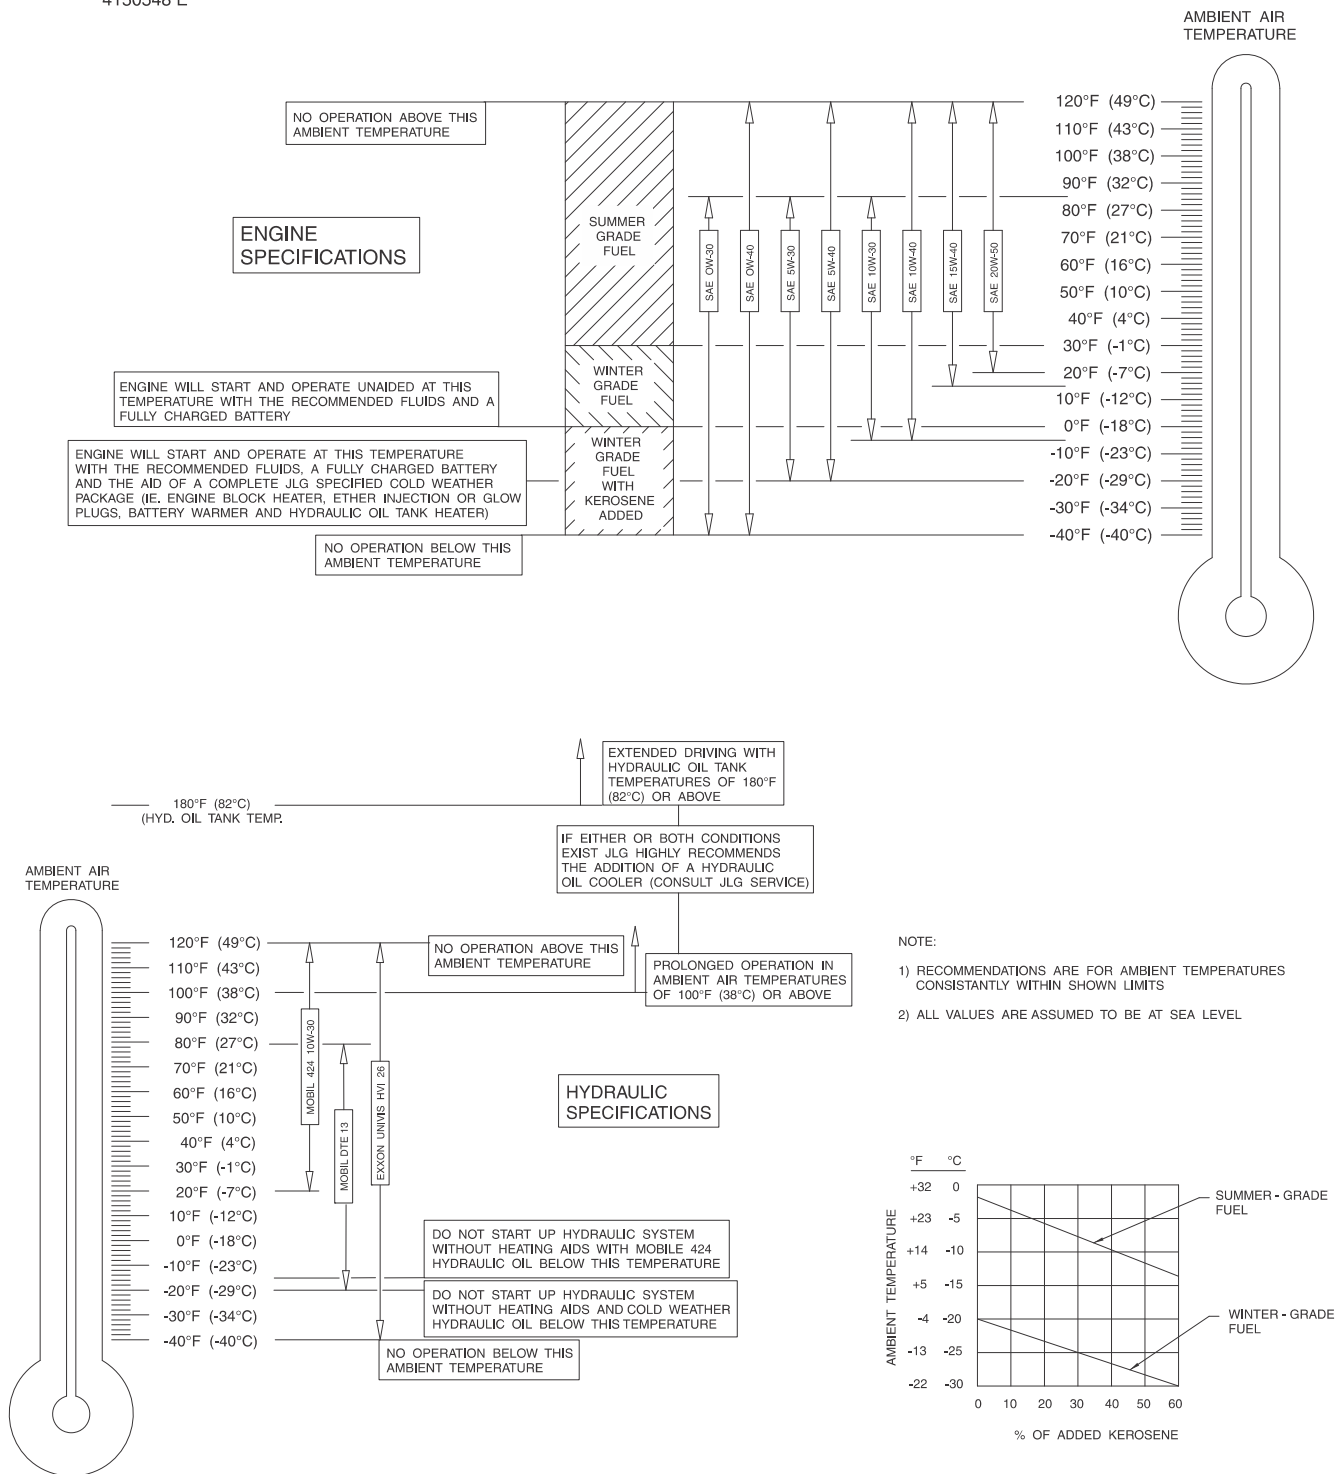 4150548 E
AMBIENT AIR
TEMPERATURE
120°F (49°C)
110°F (43°C)
100°F (38°C)
90°F (32°C)
80°F (27°C)
70°F (21°C)
60°F (16°C)
50°F (10°C)
40°F (4°C)
30°F (-1°C)
20°F (-7°C)
10°F (-12°C)
0°F (-18°C)
-10°F (-23°C)
-20°F (-29°C)
-30°F (-34°C)
-40°F (-40°C)
NO OPERATION ABOVE THIS
AMBIENT TEMPERATURE
ENGINE
SPECIFICATIONS
SUMMER
GRADE
FUEL
WINTER
GRADE
FUEL
WINTER
GRADE
FUEL
WITH
KEROSENE
ADDED
SAE OW-30
SAE OW-40
SAE 5W-30
SAE 5W-40
SAE 10W-30
SAE 10W-40
SAE 15W-40
SAE 20W-50
ENGINE WILL START AND OPERATE UNAIDED AT THIS
TEMPERATURE WITH THE RECOMMENDED FLUIDS AND A
FULLY CHARGED BATTERY
ENGINE WILL START AND OPERATE AT THIS TEMPERATURE
WITH THE RECOMMENDED FLUIDS, A FULLY CHARGED BATTERY
AND THE AID OF A COMPLETE JLG SPECIFIED COLD WEATHER
PACKAGE (IE. ENGINE BLOCK HEATER, ETHER INJECTION OR GLOW
PLUGS, BATTERY WARMER AND HYDRAULIC OIL TANK HEATER)
NO OPERATION BELOW THIS
AMBIENT TEMPERATURE
EXTENDED DRIVING WITH
HYDRAULIC OIL TANK
TEMPERATURES OF 180°F
(82°C) OR ABOVE
180°F (82°C)
(HYD. OIL TANK TEMP.
IF EITHER OR BOTH CONDITIONS
EXIST JLG HIGHLY RECOMMENDS
THE ADDITION OF A HYDRAULIC
OIL COOLER (CONSULT JLG SERVICE)
AMBIENT AIR
TEMPERATURE
120°F (49°C)
110°F (43°C)
100°F (38°C)
90°F (32°C)
80°F (27°C)
70°F (21°C)
60°F (16°C)
50°F (10°C)
40°F (4°C)
30°F (-1°C)
20°F (-7°C)
10°F (-12°C)
0°F (-18°C)
-10°F (-23°C)
-20°F (-29°C)
-30°F (-34°C)
-40°F (-40°C)
MOBIL 424 10W-30
MOBIL DTE 13
EXXON UNIVIS HVI 26
NO OPERATION ABOVE THIS
AMBIENT TEMPERATURE
PROLONGED OPERATION IN
AMBIENT AIR TEMPERATURES
OF 100°F (38°C) OR ABOVE
HYDRAULIC
SPECIFICATIONS
DO NOT START UP HYDRAULIC SYSTEM
WITHOUT HEATING AIDS WITH MOBILE 424
HYDRAULIC OIL BELOW THIS TEMPERATURE
DO NOT START UP HYDRAULIC SYSTEM
WITHOUT HEATING AIDS AND COLD WEATHER
HYDRAULIC OIL BELOW THIS TEMPERATURE
NO OPERATION BELOW THIS
AMBIENT TEMPERATURE
NOTE:
1) RECOMMENDATIONS ARE FOR AMBIENT TEMPERATURES
CONSISTANTLY WITHIN SHOWN LIMITS
2) ALL VALUES ARE ASSUMED TO BE AT SEA LEVEL
°F °C
+32 0
+23 -5
+14 -10
+5 -15
-4 -20
-13 -25
-22 -30
AMBIENT TEMPERATURE
0 10 20 30 40 50 60
% OF ADDED KEROSENE
SUMMER - GRADE
FUEL
WINTER - GRADE
FUEL